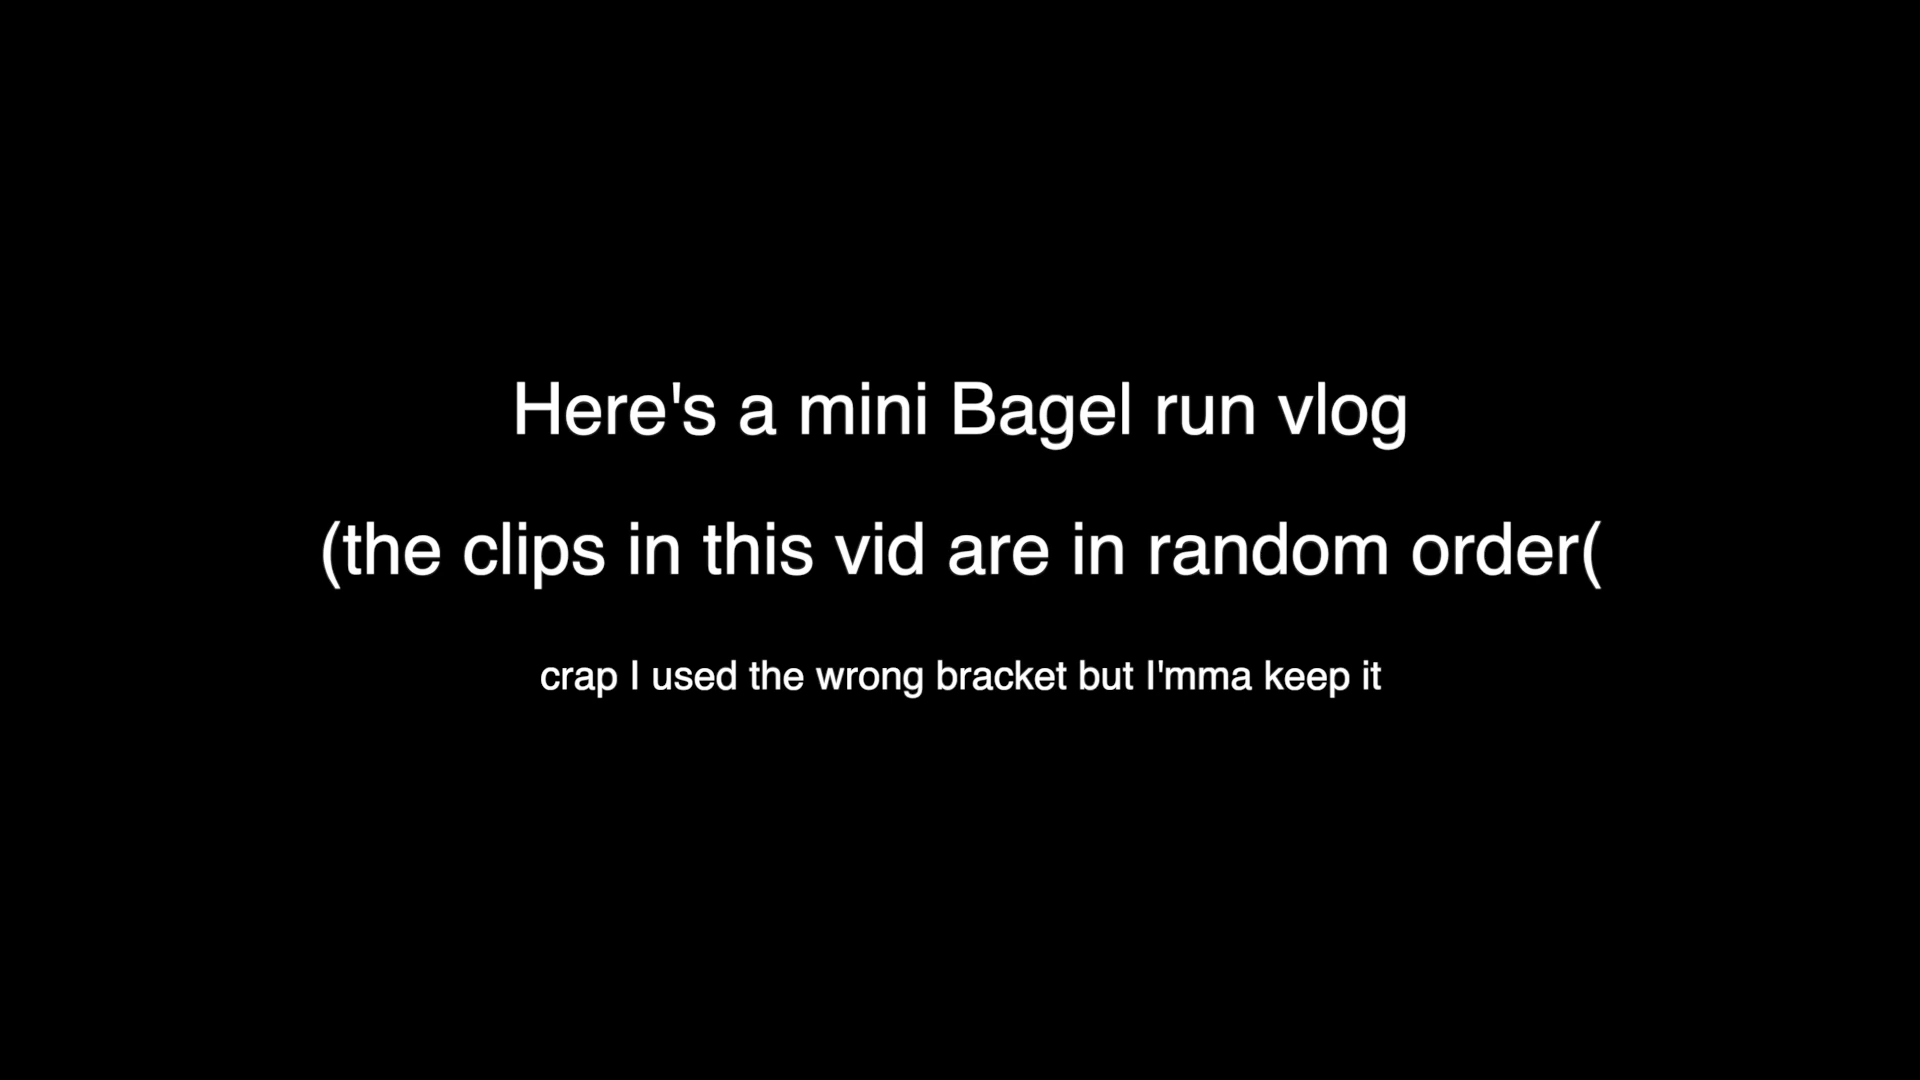 Here's a mini Bagel run vlog
(the clips in this vid are in random order(
crap I used the wrong bracket but I'mma keep it